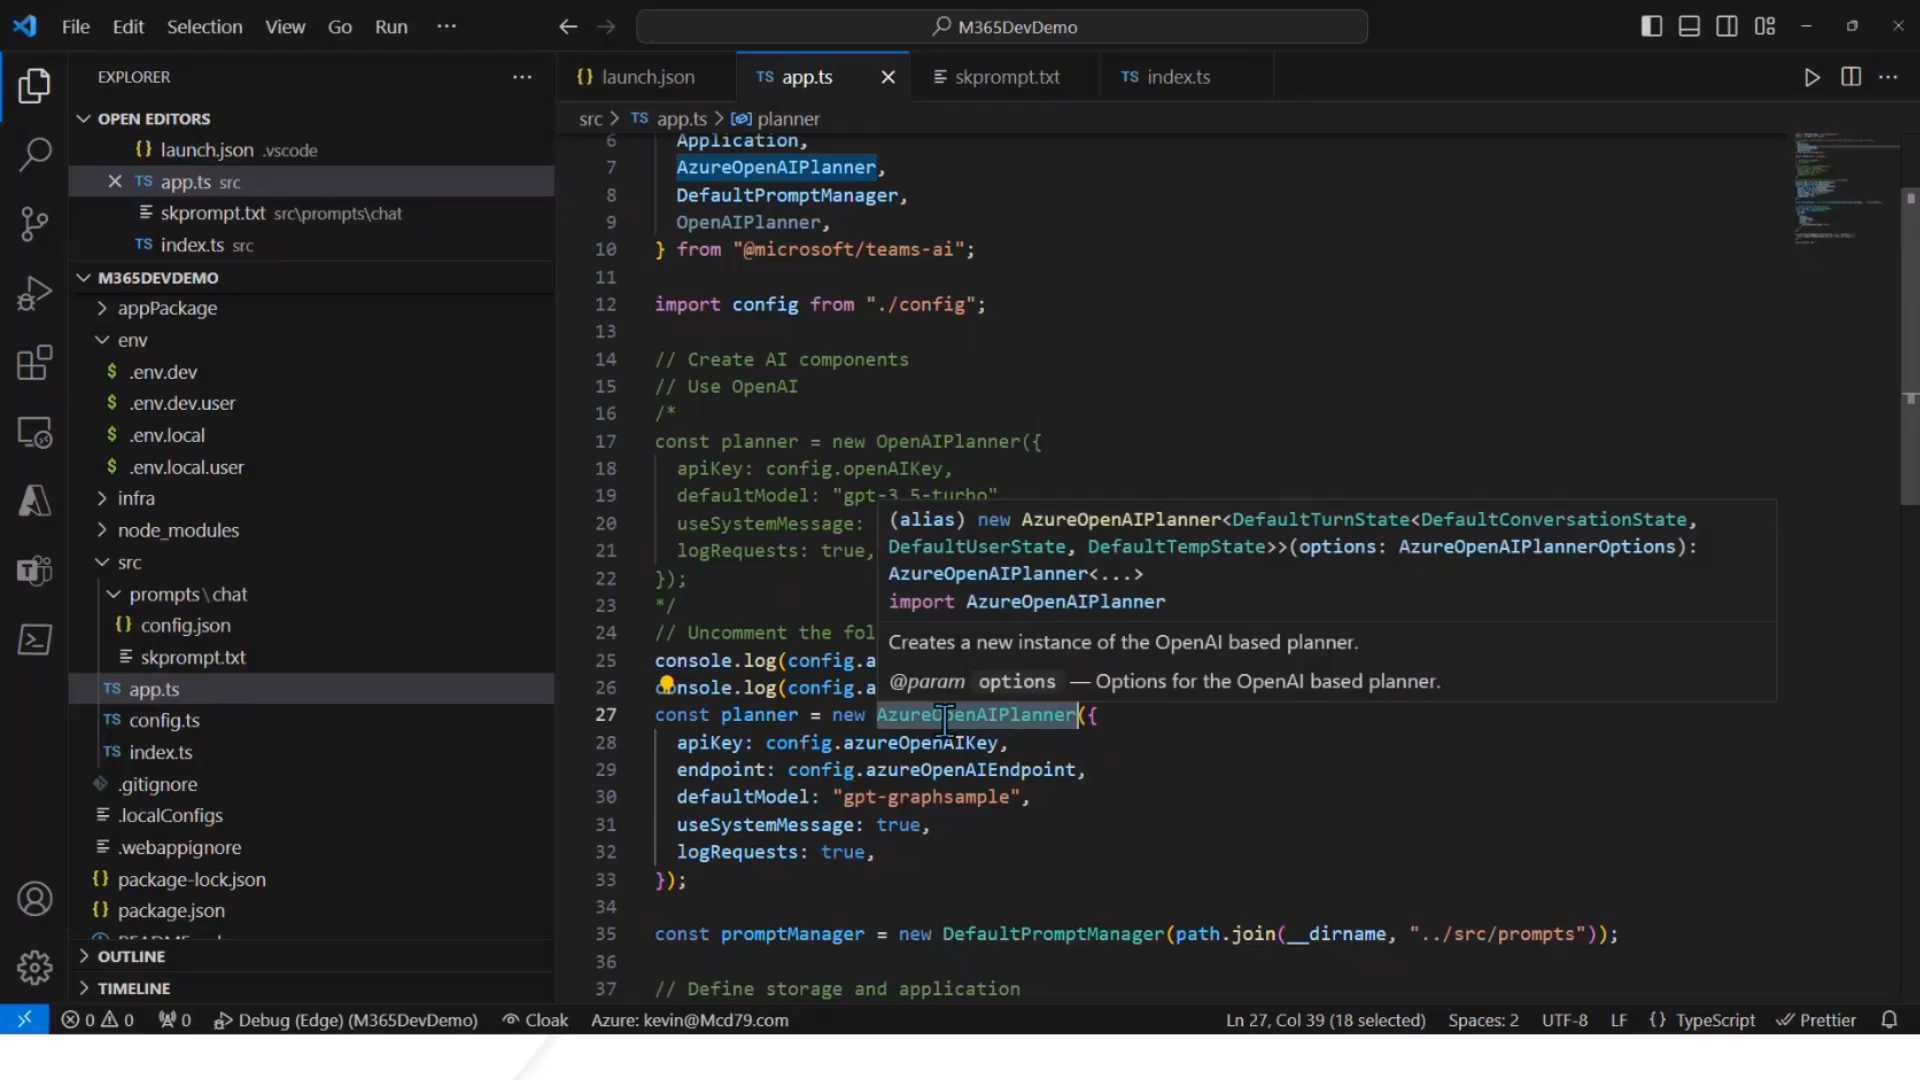 File Edit Selection View Go Run ···
M365DevDemo
EXPLORER
OPEN EDITORS
launch.json .vscode
TS app.ts src
skprompt.txt src\prompts\chat
TS index.ts src
M365DEVDEMO
appPackage
env
$ .env.dev
$ .env.dev.user
$ .env.local
$ .env.local.user
infra
node_modules
src
prompts\chat
{} config.json
skprompt.txt
TS app.ts
TS config.ts
TS index.ts
.gitignore
.localConfigs
.webappignore
{} package-lock.json
{} package.json
OUTLINE
TIMELINE
{} launch.json
TS app.ts
skprompt.txt
TS index.ts
src > TS app.ts > planner
6 Application,
7 AzureOpenAIPlanner,
8 DefaultPromptManager,
9 OpenAIPlanner,
10 } from "@microsoft/teams-ai";
11
12 import config from "./config";
13
14 // Create AI components
15 // Use OpenAI
16 /*
17 const planner = new OpenAIPlanner({
18 apiKey: config.openAIKey,
19 defaultModel: "gpt-3.5-turbo"
20 useSystemMessage:
21 logRequests: true,
22 });
23 */
24 // Uncomment the fol
25 console.log(config.a
26 console.log(config.a
27 const planner = new AzureOpenAIPlanner({
28 apiKey: config.azureOpenAIKey,
29 endpoint: config.azureOpenAIEndpoint,
30 defaultModel: "gpt-graphsample",
31 useSystemMessage: true,
32 logRequests: true,
33 });
34
35 const promptManager = new DefaultPromptManager(path.join(__dirname, "../src/prompts"));
36
37 // Define storage and application
(alias) new AzureOpenAIPlanner<DefaultTurnState<DefaultConversationState,
DefaultUserState, DefaultTempState>>(options: AzureOpenAIPlannerOptions):
AzureOpenAIPlanner<...>
import AzureOpenAIPlanner
Creates a new instance of the OpenAI based planner.
@param options — Options for the OpenAI based planner.
0 0 0 Debug (Edge) (M365DevDemo) Cloak Azure: kevin@Mcd79.com Ln 27, Col 39 (18 selected) Spaces: 2 UTF-8 LF {} TypeScript Prettier